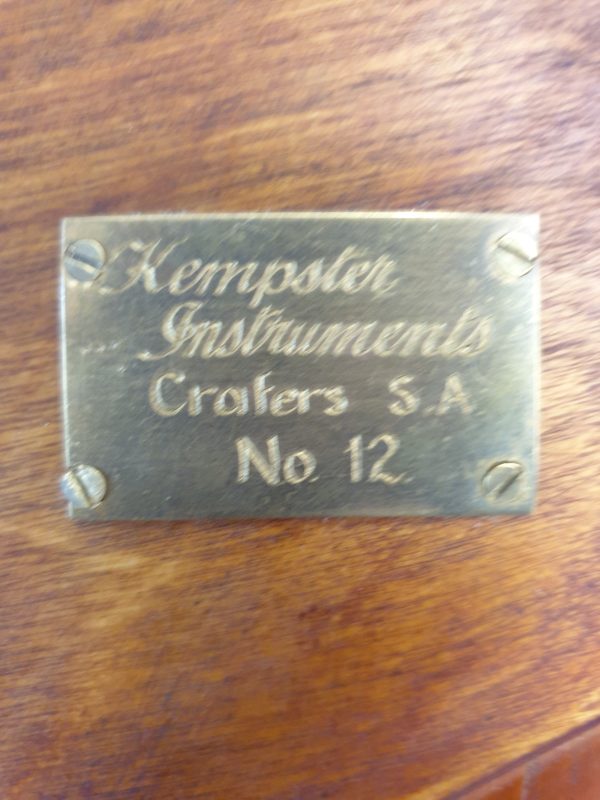 Kempster
Instruments
Crafers S.A.
No. 12.